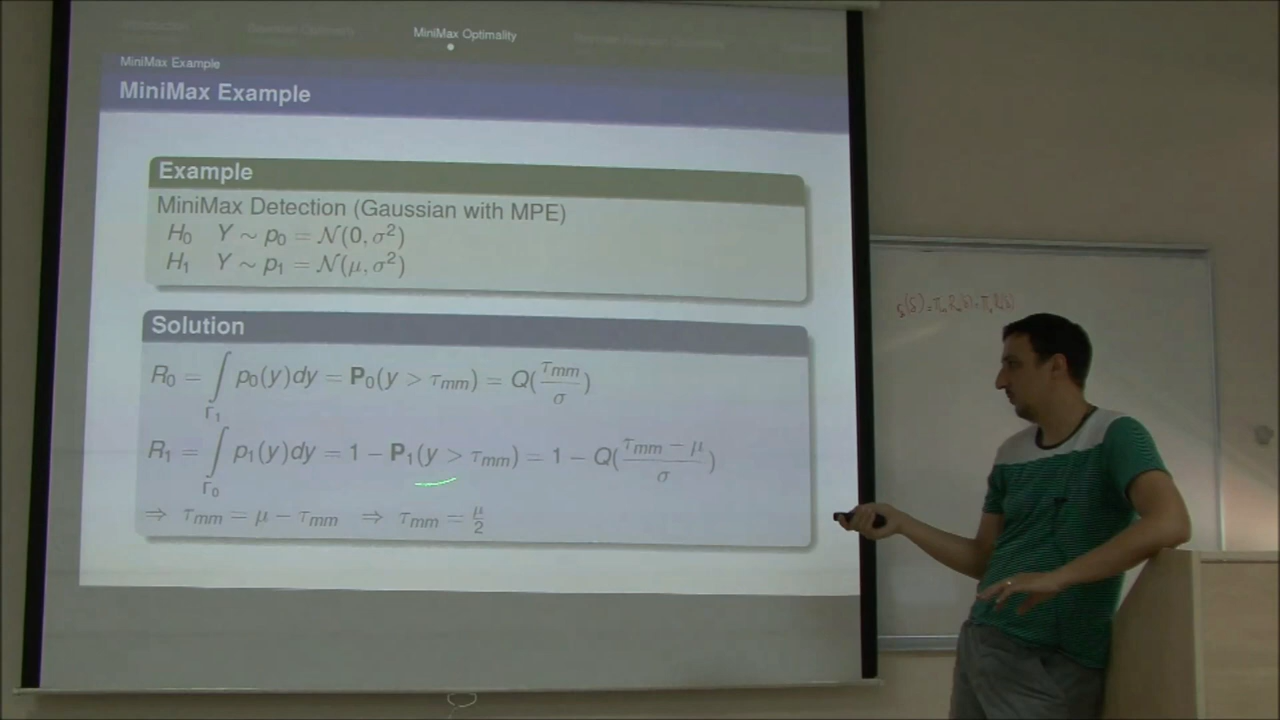 MiniMax Optimality
MiniMax Example
MiniMax Example
Example
MiniMax Detection (Gaussian with MPE)
H₀ Y ∼ p₀ = 𝒩(0, σ²)
H₁ Y ∼ p₁ = 𝒩(μ, σ²)
Solution
R₀ = ∫_Γ₁ p₀(y)dy = P₀(y > τ_mm) = Q(τ_mm / σ)
R₁ = ∫_Γ₀ p₁(y)dy = 1 − P₁(y > τ_mm) = 1 − Q((τ_mm − μ) / σ)
⇒ τ_mm = μ − τ_mm ⇒ τ_mm = μ/2